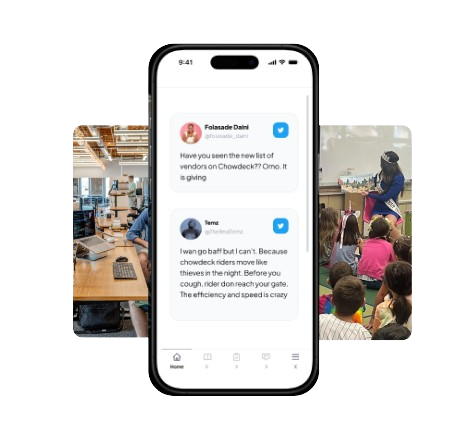 9:41
Folasade Daini
@folasade_daini
Have you seen the new list of
vendors on Chowdeck?? Omo. It
is giving
Temz
@TheRealTemz
I wan go baff but I can't. Because
chowdeck riders move like
thieves in the night. Before you
cough, rider don reach your gate.
The efficiency and speed is crazy
Home